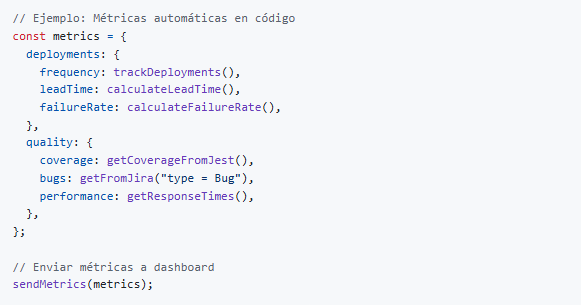 // Ejemplo: Métricas automáticas en código
const metrics = {
  deployments: {
    frequency: trackDeployments(),
    leadTime: calculateLeadTime(),
    failureRate: calculateFailureRate(),
  },
  quality: {
    coverage: getCoverageFromJest(),
    bugs: getFromJira("type = Bug"),
    performance: getResponseTimes(),
  },
};

// Enviar métricas a dashboard
sendMetrics(metrics);